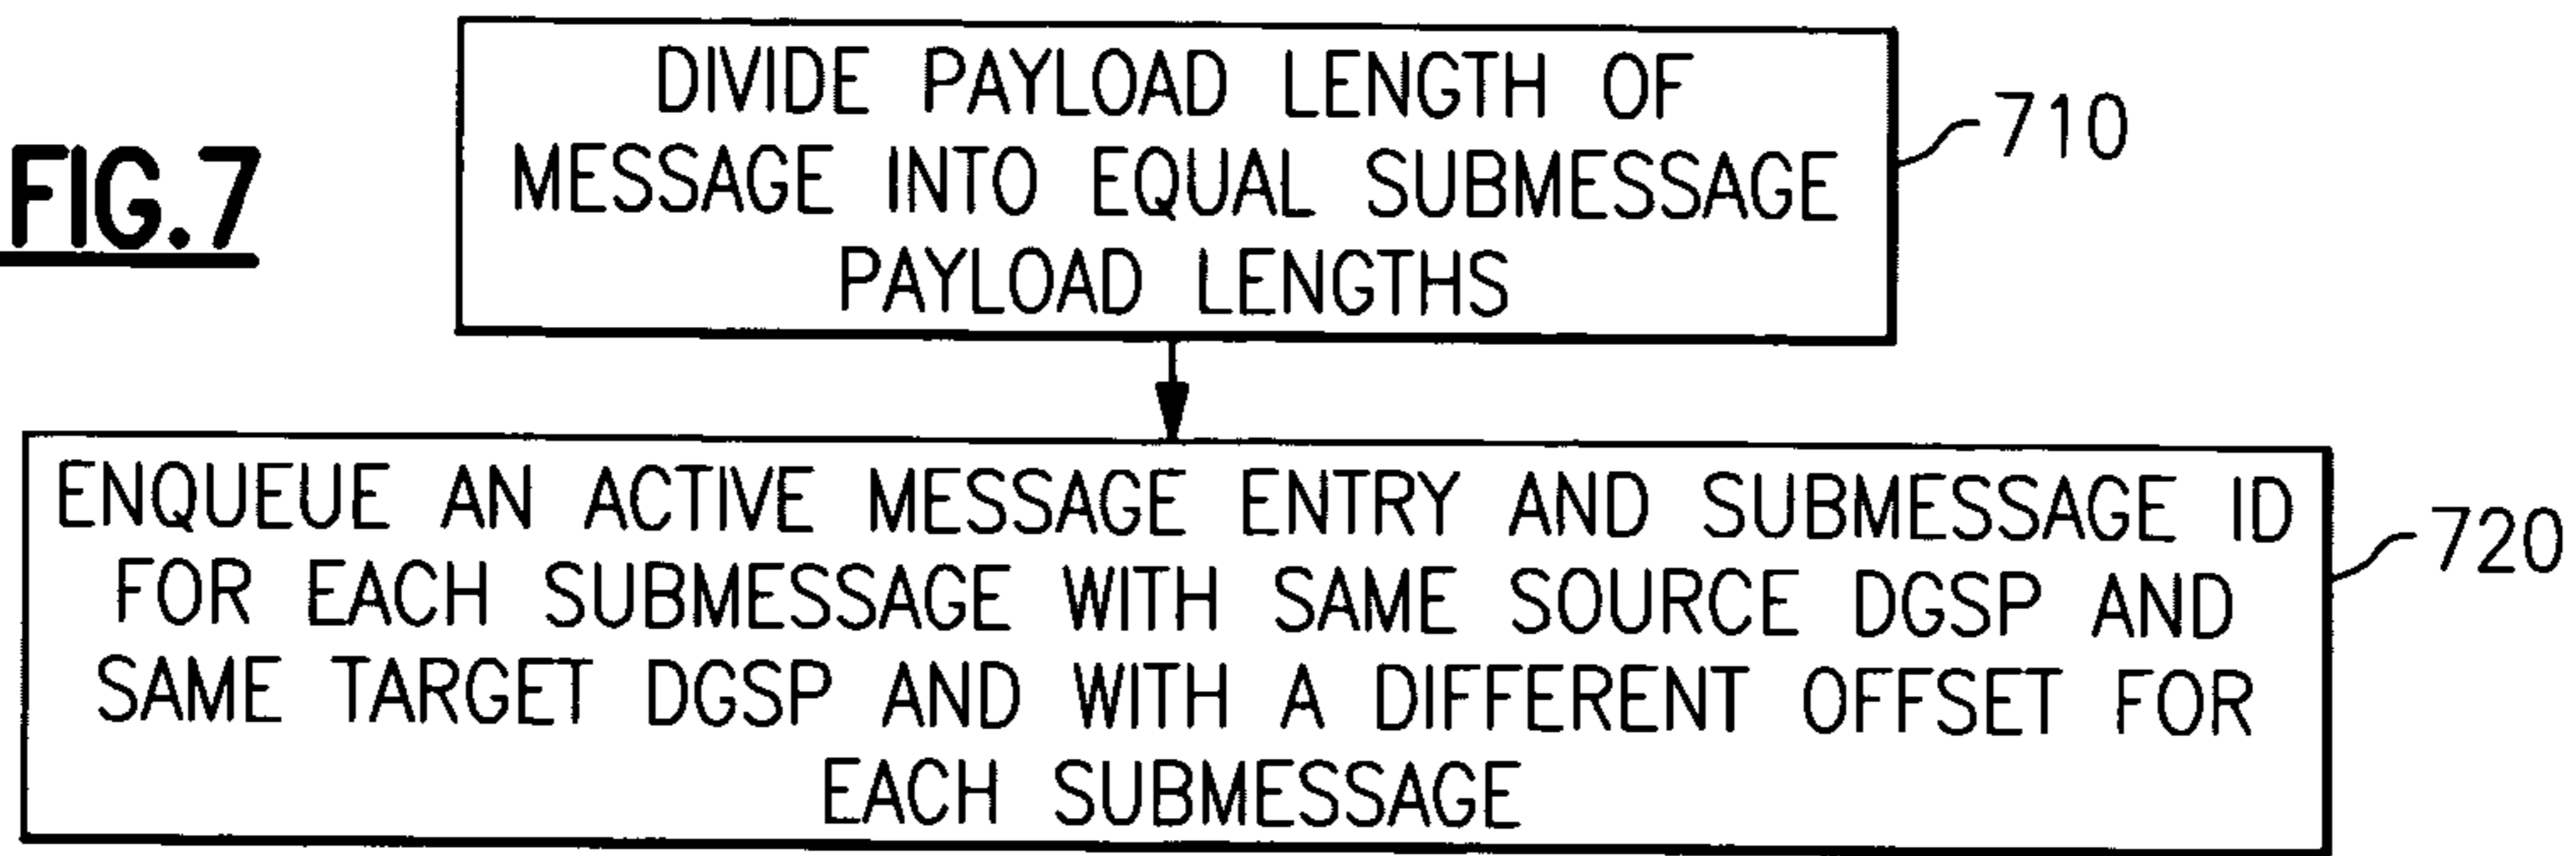 FIG.7
DIVIDE PAYLOAD LENGTH OF
MESSAGE INTO EQUAL SUBMESSAGE
PAYLOAD LENGTHS
710
ENQUEUE AN ACTIVE MESSAGE ENTRY AND SUBMESSAGE ID
FOR EACH SUBMESSAGE WITH SAME SOURCE DGSP AND
SAME TARGET DGSP AND WITH A DIFFERENT OFFSET FOR
EACH SUBMESSAGE
720